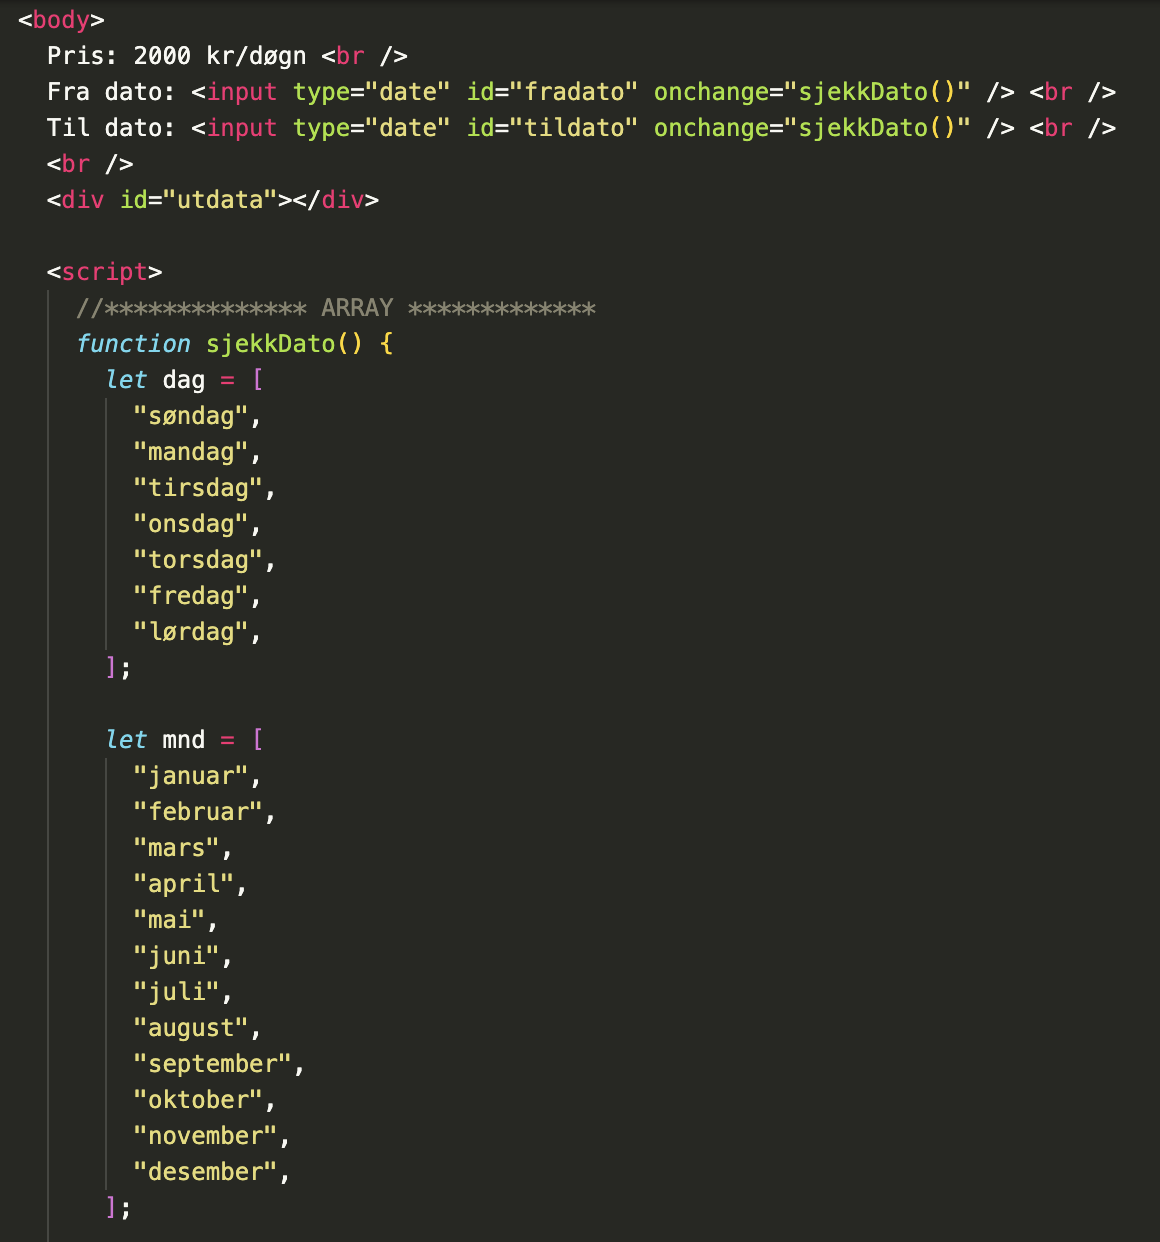 <body>
  Pris: 2000 kr/døgn <br />
  Fra dato: <input type="date" id="fradato" onchange="sjekkDato()" /> <br />
  Til dato: <input type="date" id="tildato" onchange="sjekkDato()" /> <br />
  <br />
  <div id="utdata"></div>

  <script>
    //************** ARRAY *************
    function sjekkDato() {
      let dag = [
        "søndag",
        "mandag",
        "tirsdag",
        "onsdag",
        "torsdag",
        "fredag",
        "lørdag",
      ];

      let mnd = [
        "januar",
        "februar",
        "mars",
        "april",
        "mai",
        "juni",
        "juli",
        "august",
        "september",
        "oktober",
        "november",
        "desember",
      ];